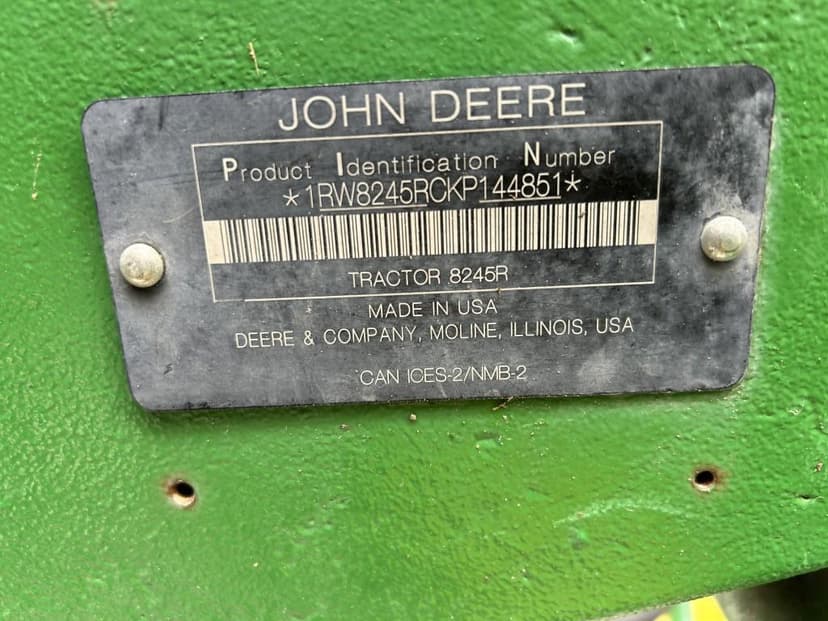 JOHN DEERE
Product Identification Number
*1RW8245RCKP144851*
TRACTOR 8245R
MADE IN USA
DEERE & COMPANY, MOLINE, ILLINOIS, USA
CAN ICES-2/NMB-2